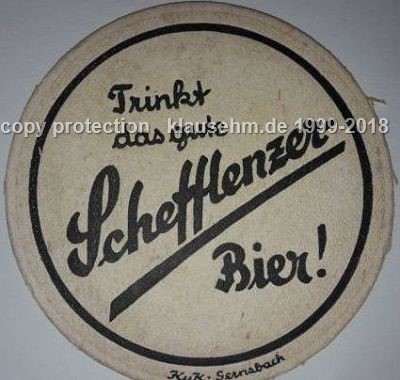 Trinkt
copy protection klausehm.de 1999-2018
das gute
Schefflenzer
Bier!
KuK. Gernsbach